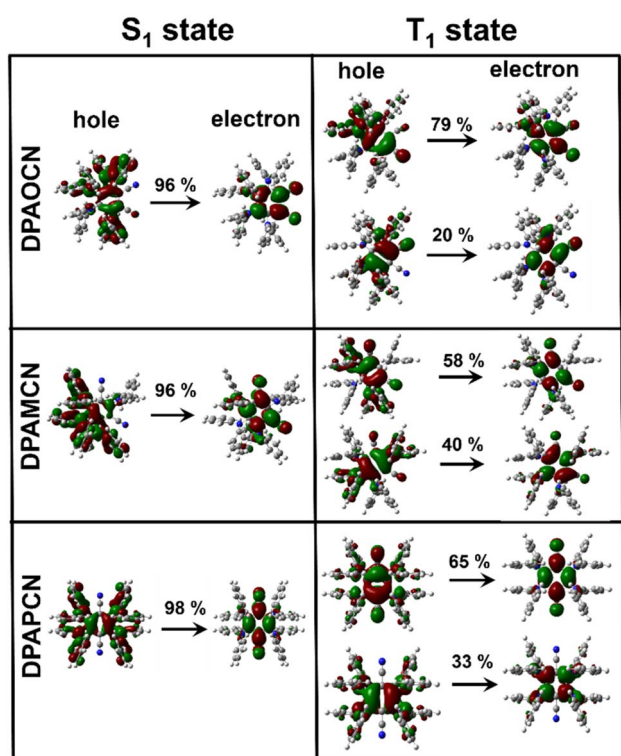 S₁ state
T₁ state
hole
electron
hole
electron
DPAOCN
96 %
79 %
20 %
DPAMCN
96 %
58 %
40 %
DPAPCN
98 %
65 %
33 %